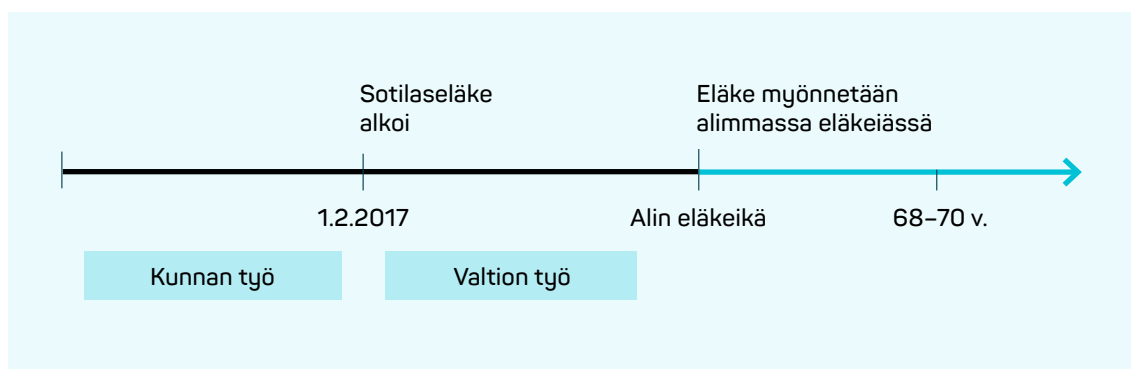 Sotilaseläke
alkoi
Eläke myönnetään
alimmassa eläkeiässä
1.2.2017
Alin eläkeikä
68–70 v.
Kunnan työ
Valtion työ